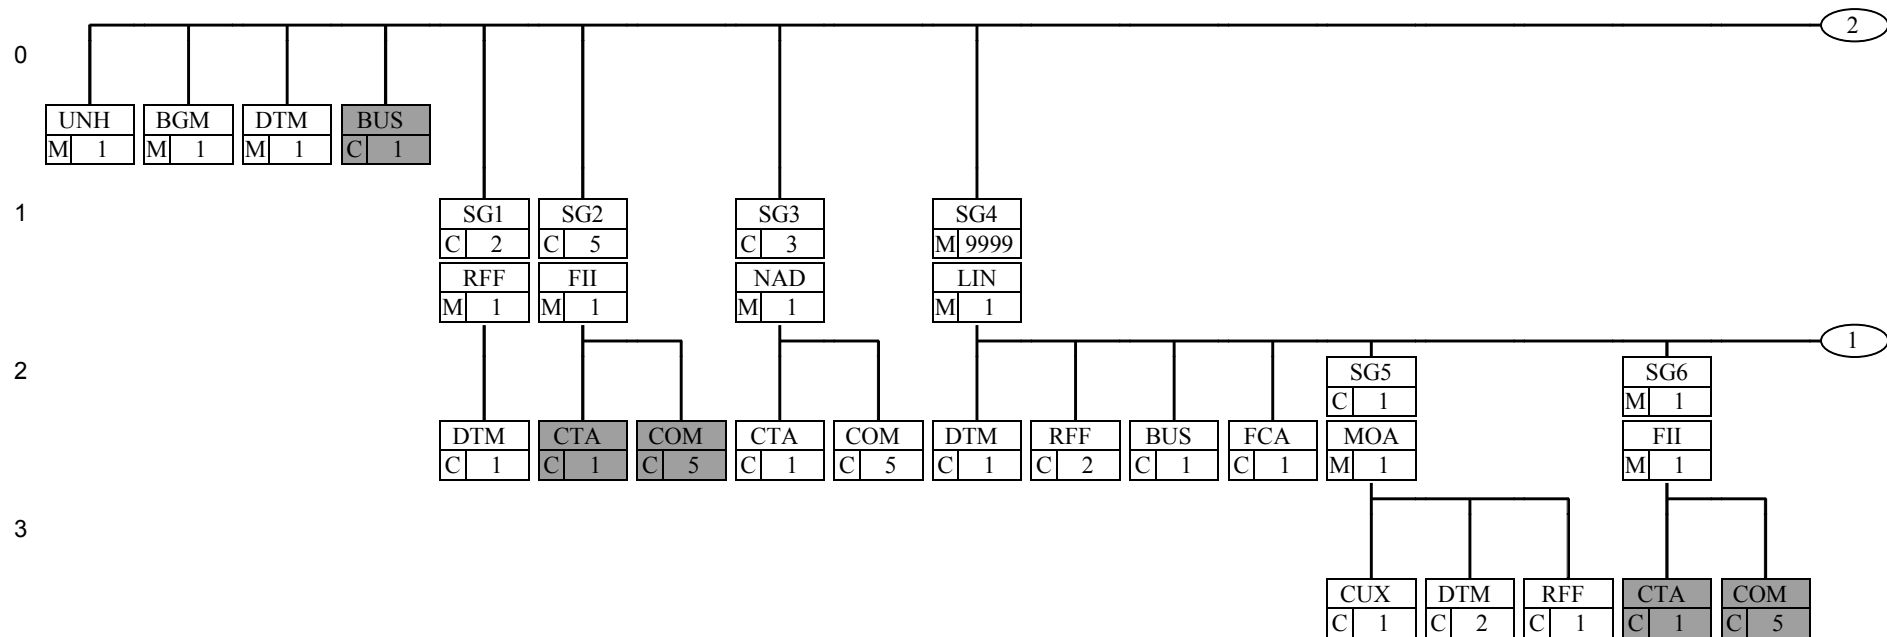 2
0
UNH BGM DTM BUS
M 1 M 1 M 1 C 1
1
SG1 SG2 SG3 SG4
C 2 C 5 C 3 M 9999
RFF FII NAD LIN
M 1 M 1 M 1 M 1
1
2
SG5 SG6
C 1 M 1
DTM CTA COM CTA COM DTM RFF BUS FCA MOA FII
C 1 C 1 C 5 C 1 C 5 C 1 C 2 C 1 C 1 M 1 M 1
3
CUX DTM RFF CTA COM
C 1 C 2 C 1 C 1 C 5